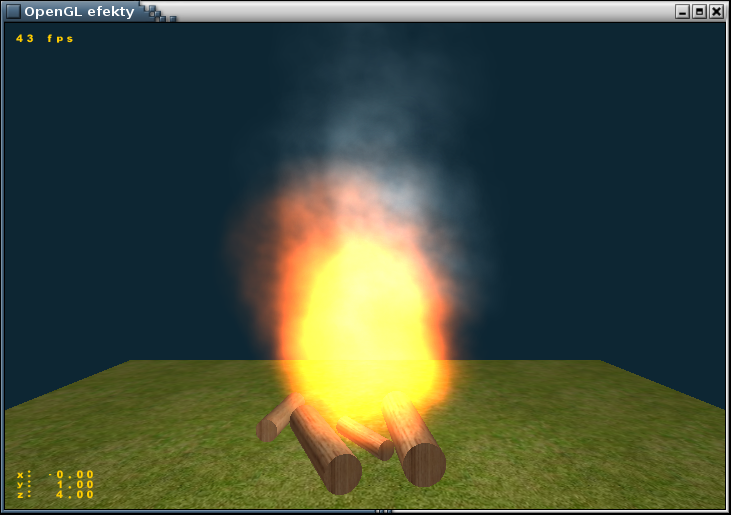 OpenGL efekty
43 fps
x: -0.00
y: 1.00
z: 4.00